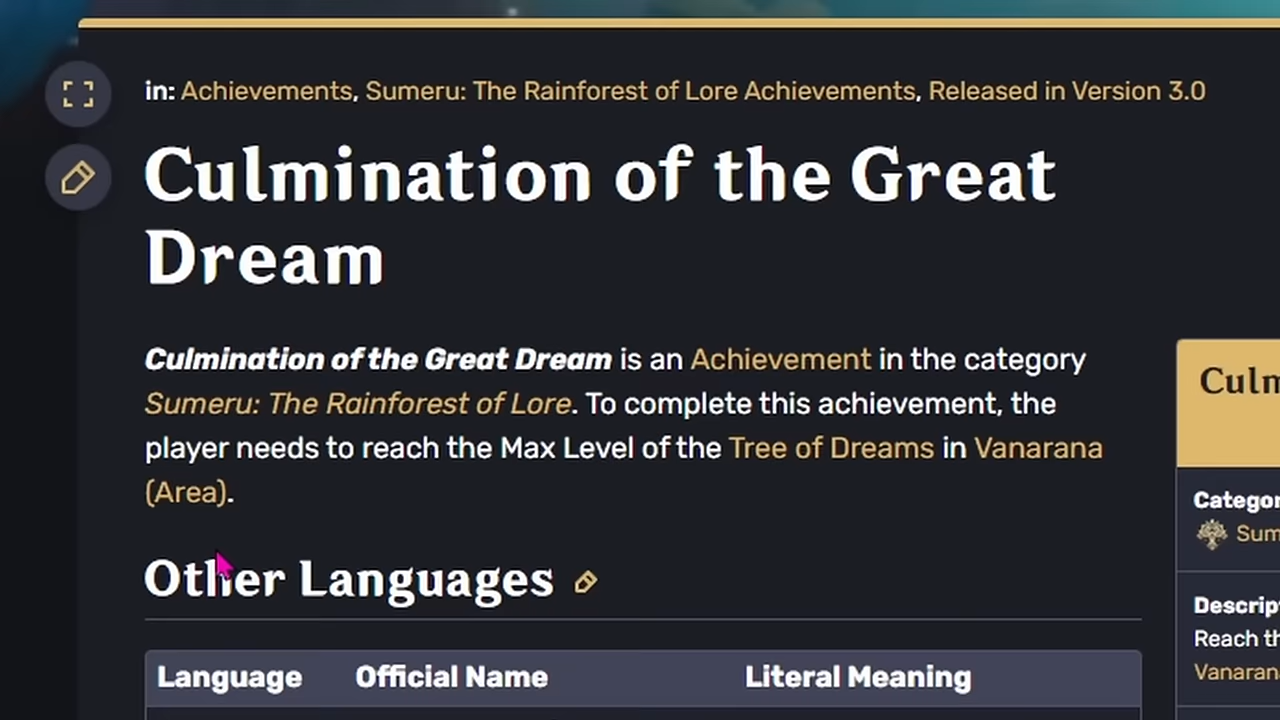 in: Achievements, Sumeru: The Rainforest of Lore Achievements, Released in Version 3.0
Culmination of the Great
Dream
Culmination of the Great Dream is an Achievement in the category
Sumeru: The Rainforest of Lore. To complete this achievement, the
player needs to reach the Max Level of the Tree of Dreams in Vanarana
(Area).
Other Languages
Language Official Name Literal Meaning
Culm
Categor
Sum
Descrip
Reach th
Vanaran